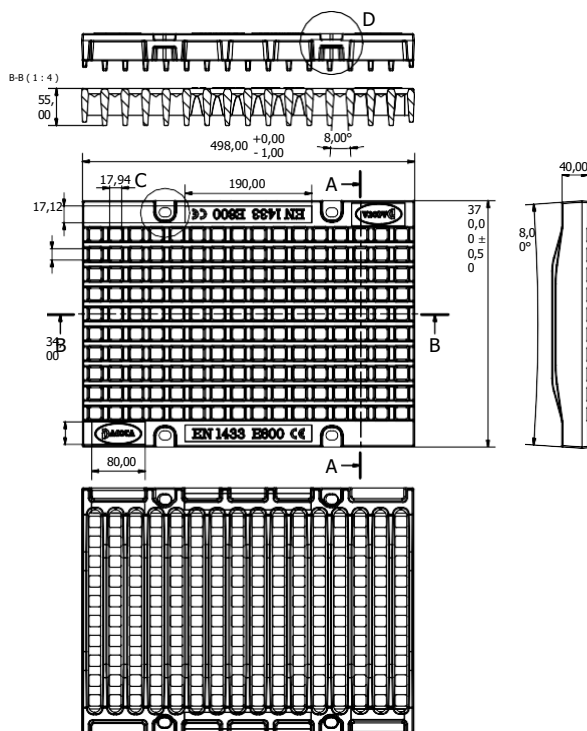 D
B-B ( 1 : 4 )
55,
00
498,00 +0,00
- 1,00
8,00°
17,94
C
190,00
A
40,00
17,12
EN 1433 E600 CE
37
0,0
0 ±
0,5
0
8,0
0°
34,
00
B
B
EN 1433 E600 CE
80,00
A